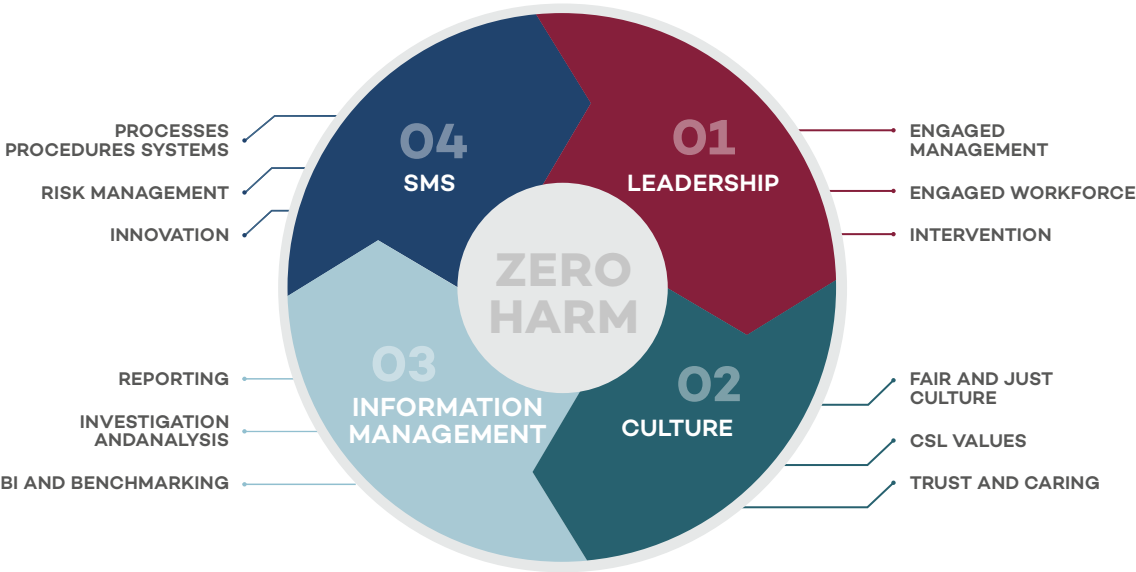 ZERO
HARM
01
LEADERSHIP
ENGAGED
MANAGEMENT
ENGAGED WORKFORCE
INTERVENTION
02
CULTURE
FAIR AND JUST
CULTURE
CSL VALUES
TRUST AND CARING
03
INFORMATION
MANAGEMENT
REPORTING
INVESTIGATION
ANDANALYSIS
BI AND BENCHMARKING
04
SMS
PROCESSES
PROCEDURES SYSTEMS
RISK MANAGEMENT
INNOVATION